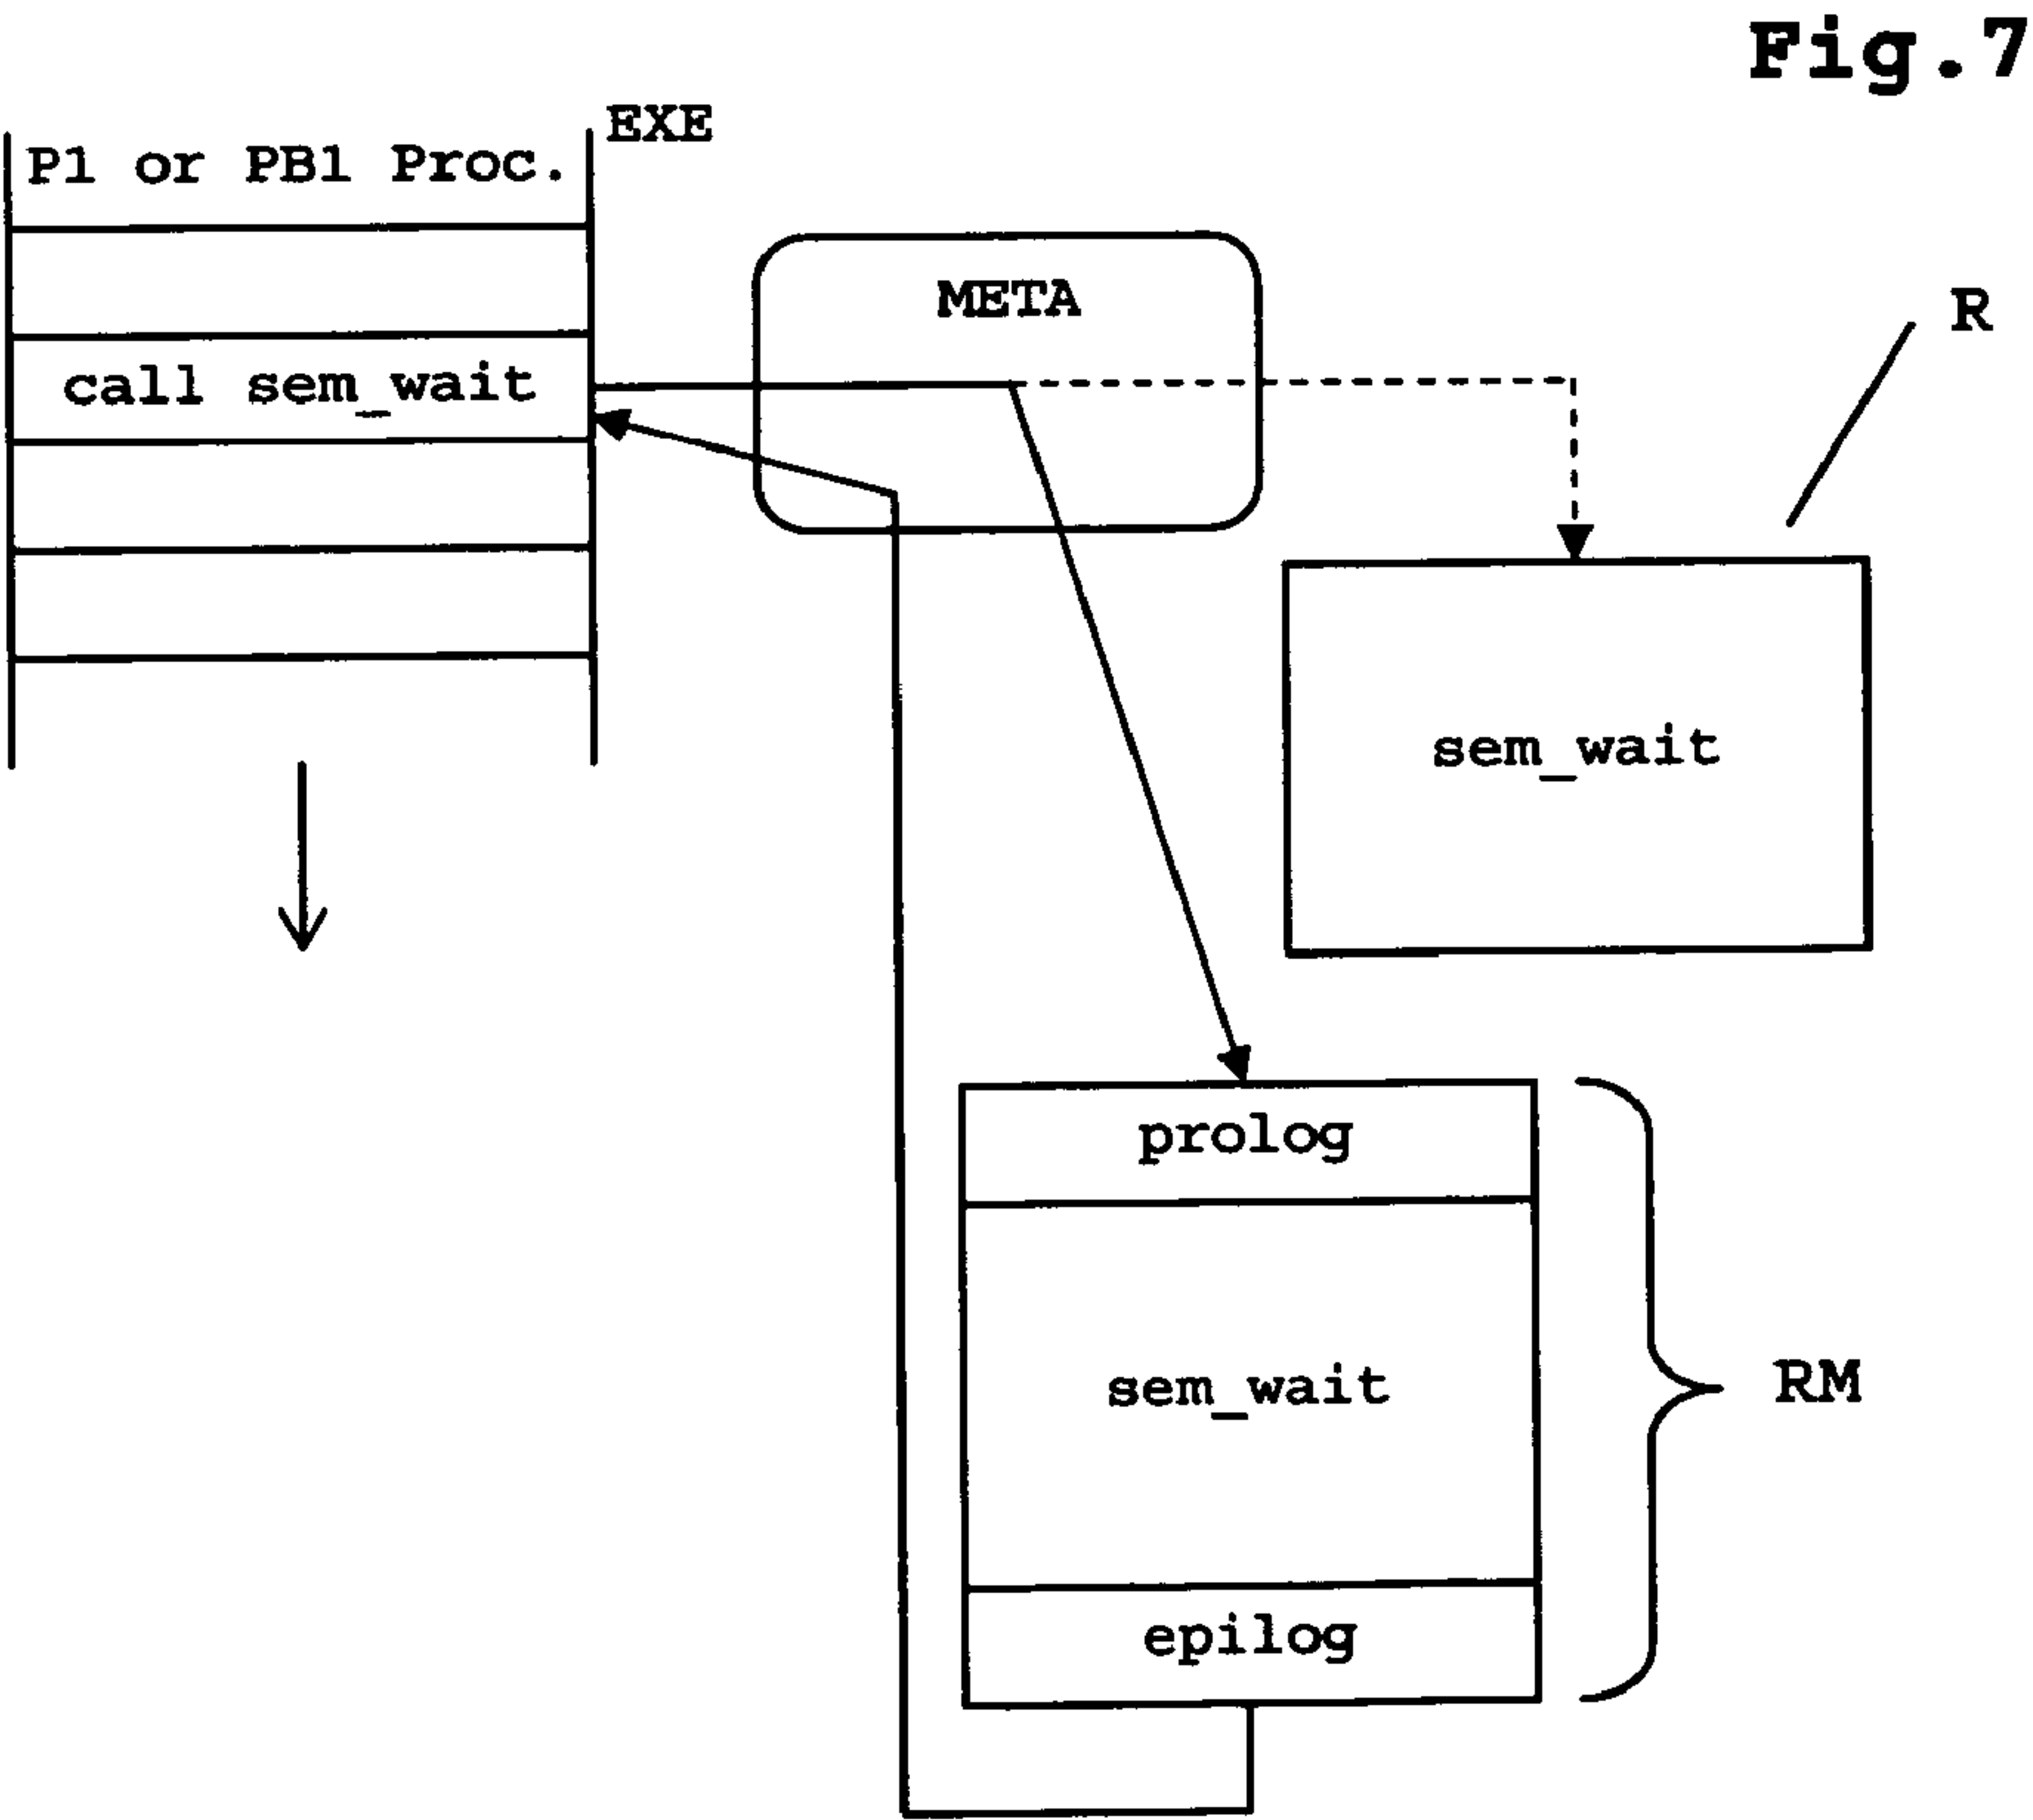 Fig.7
EXE
P1 or PB1 Proc.
META
R
call sem_wait
sem_wait
prolog
sem_wait
RM
epilog